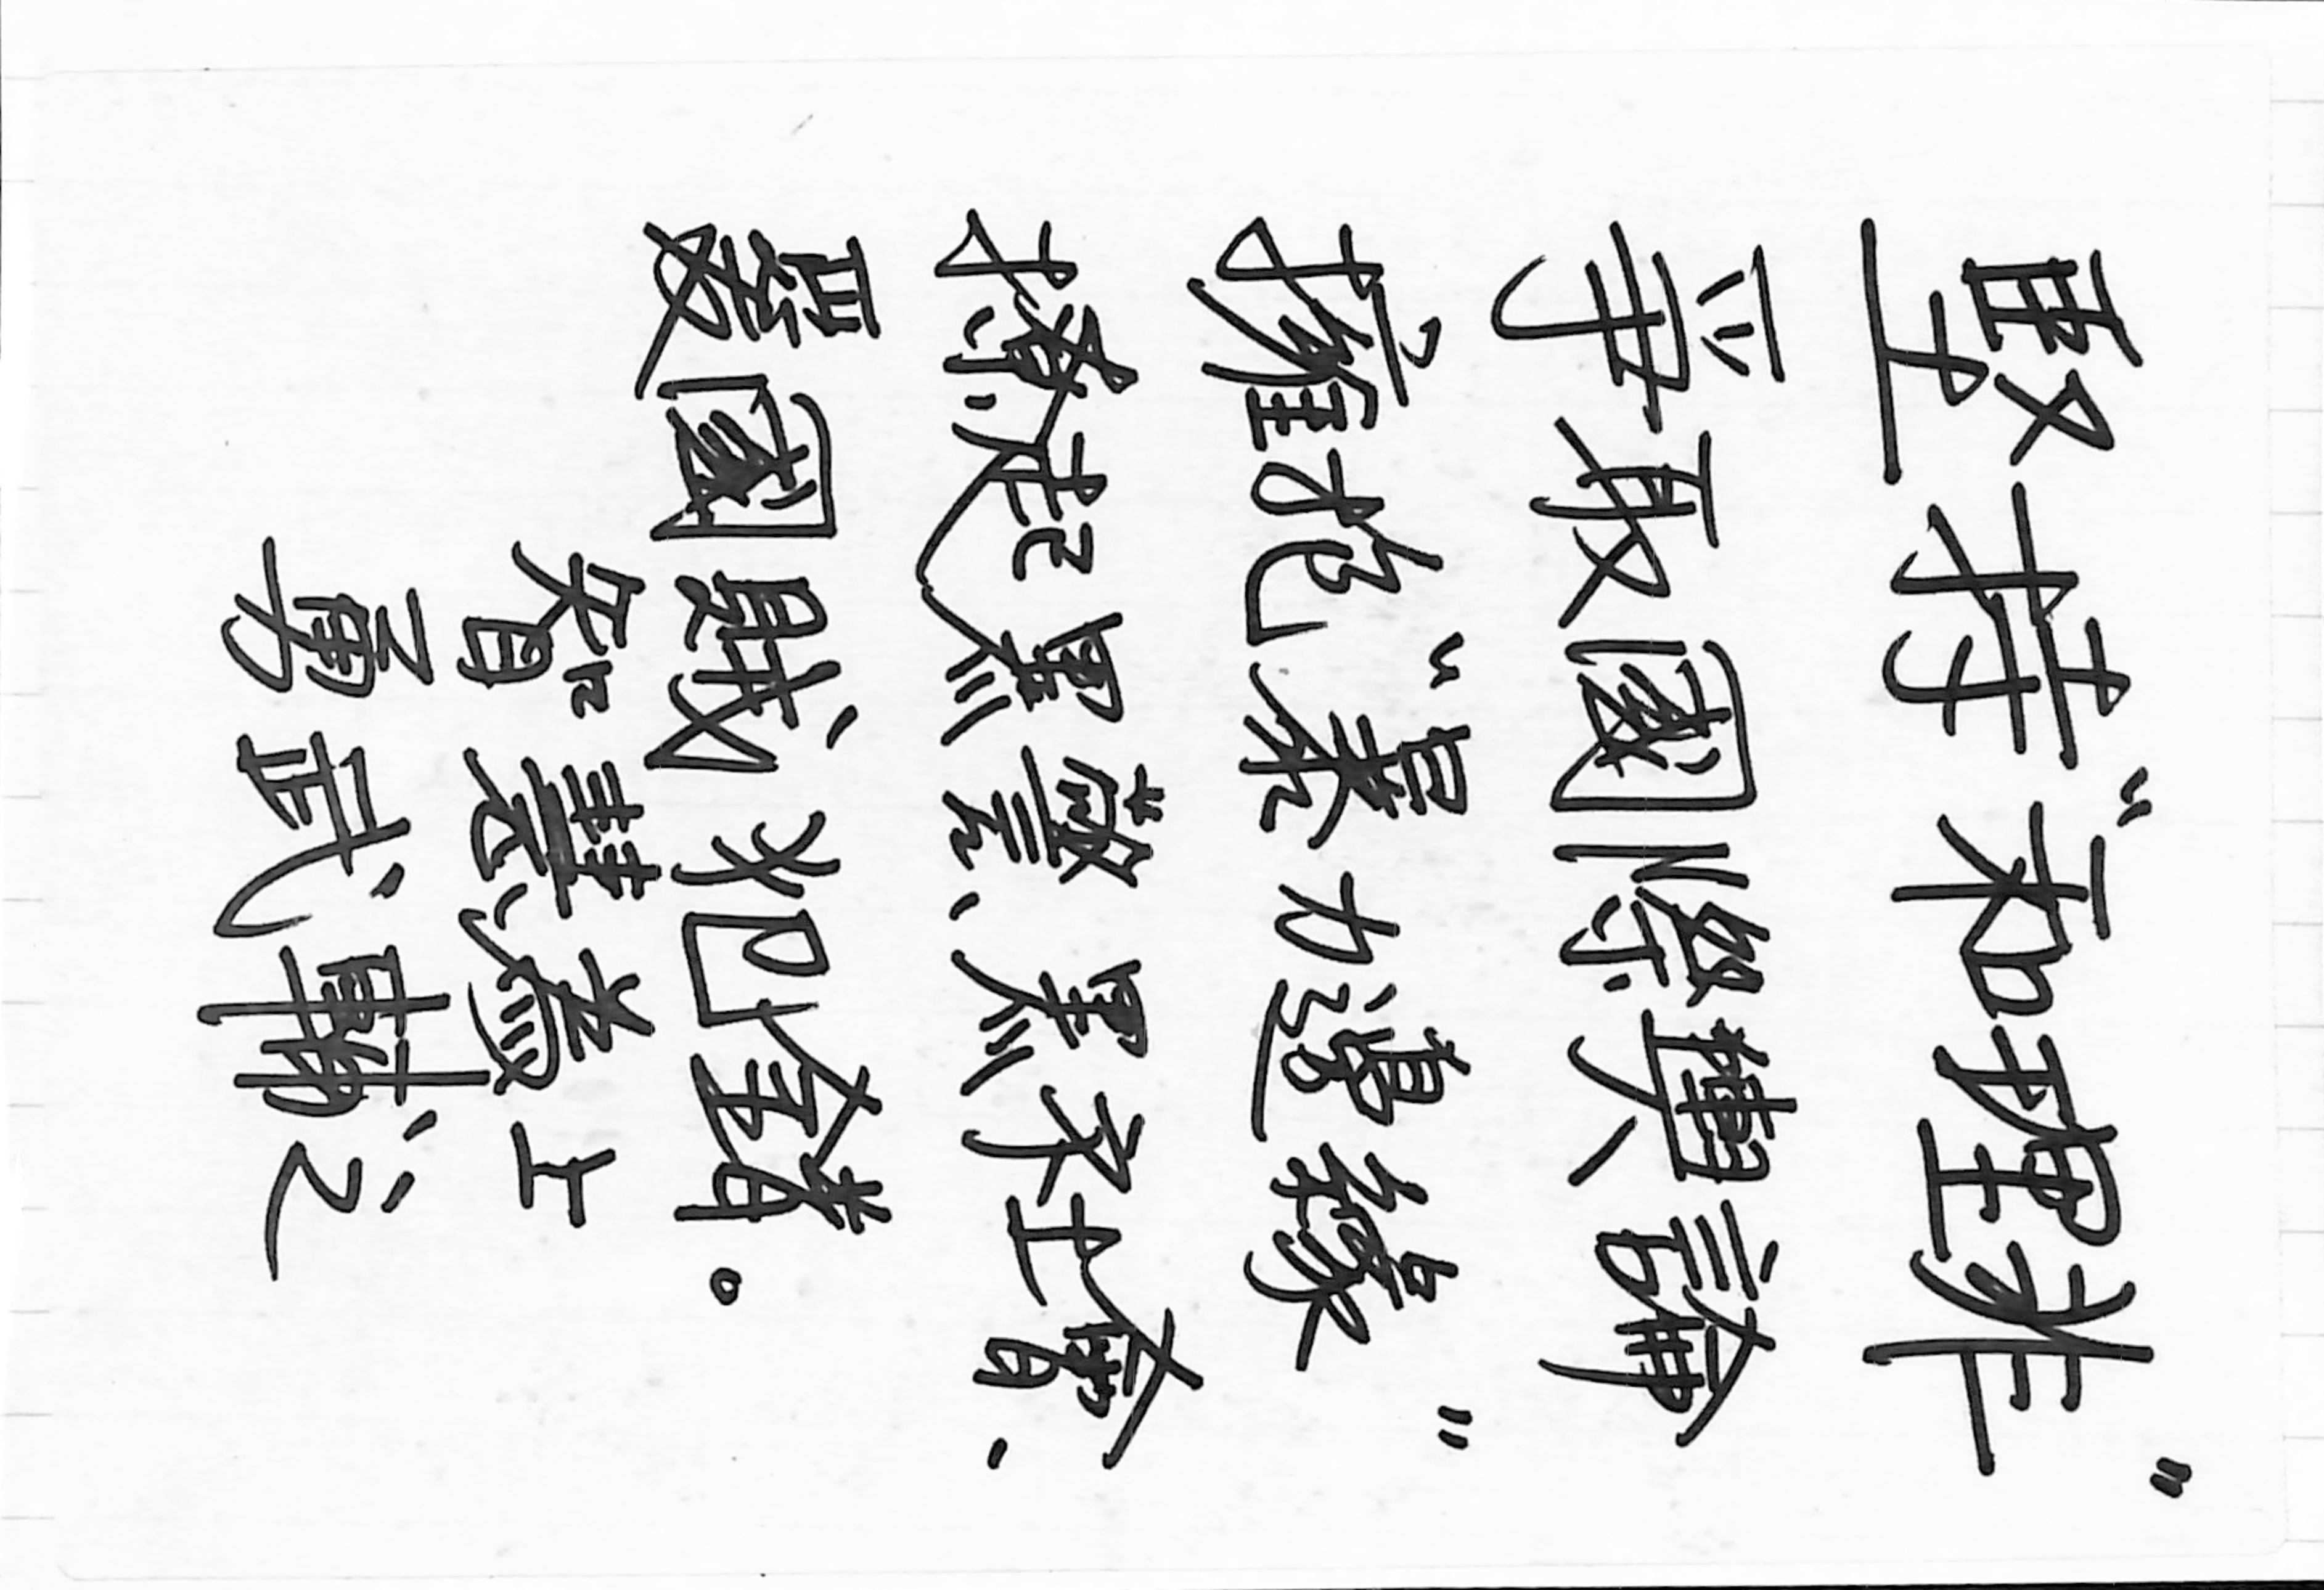 堅持“和理非”
爭取國際輿論
擁抱“暴力邊緣”
撩起黑警、黑社會、
愛國賊犯錯。
智慧為上
勇武輔之